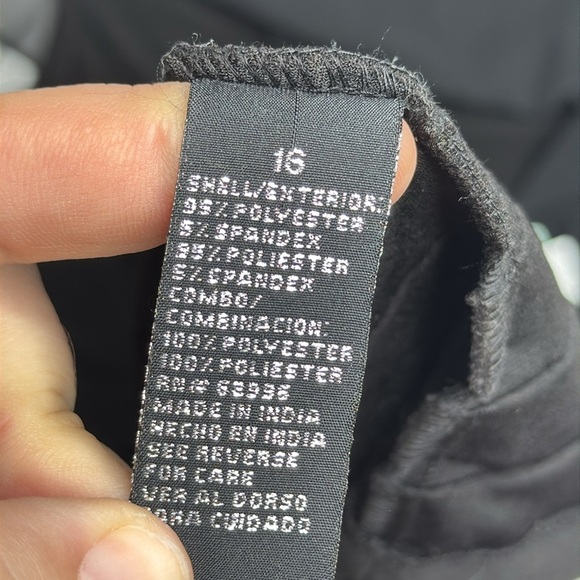 16
SHELL/EXTERIOR:
95% POLYESTER
5% SPANDEX
95% POLIESTER
5% SPANDEX
COMBO/
COMBINACION:
100% POLYESTER
100% POLIESTER
RN# 69996
MADE IN INDIA
HECHO EN INDIA
SEE REVERSE
FOR CARE
VER AL DORSO
PARA CUIDADO